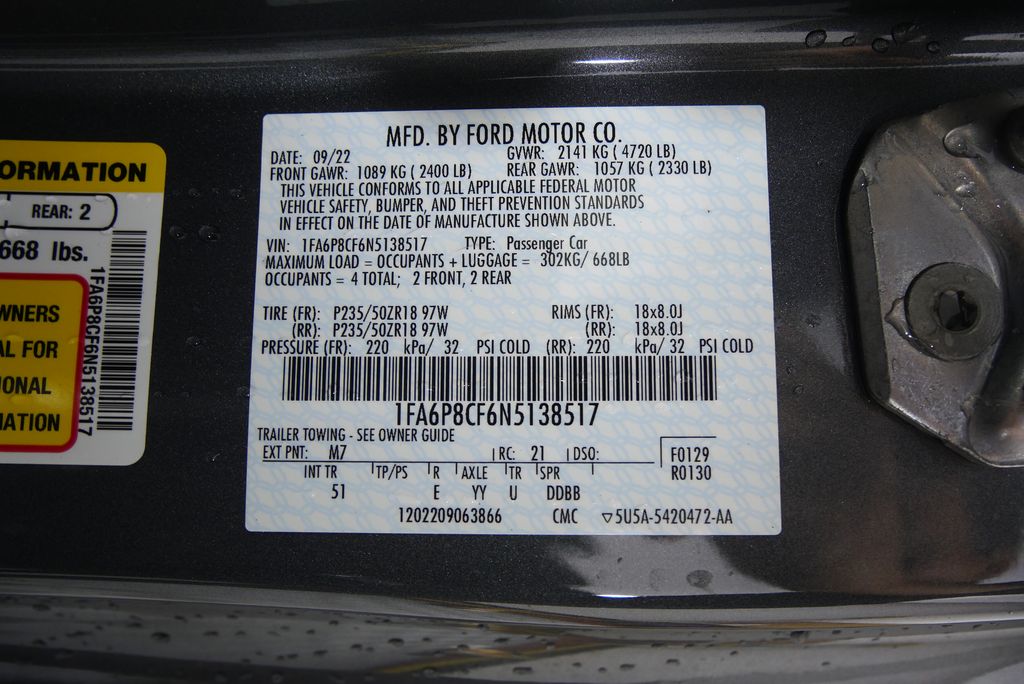 ORMATION
REAR: 2
668 lbs.
WNERS
AL FOR
IONAL
MATION
1FA6P8CF6N5138517
MFD. BY FORD MOTOR CO.
DATE: 09/22 GVWR: 2141 KG ( 4720 LB)
FRONT GAWR: 1089 KG ( 2400 LB) REAR GAWR: 1057 KG ( 2330 LB)
THIS VEHICLE CONFORMS TO ALL APPLICABLE FEDERAL MOTOR
VEHICLE SAFETY, BUMPER, AND THEFT PREVENTION STANDARDS
IN EFFECT ON THE DATE OF MANUFACTURE SHOWN ABOVE.
VIN: 1FA6P8CF6N5138517 TYPE: Passenger Car
MAXIMUM LOAD = OCCUPANTS + LUGGAGE = 302KG/ 668LB
OCCUPANTS = 4 TOTAL; 2 FRONT, 2 REAR
TIRE (FR): P235/50ZR18 97W RIMS (FR): 18x8.0J
(RR): P235/50ZR18 97W (RR): 18x8.0J
PRESSURE (FR): 220 kPa/ 32 PSI COLD (RR): 220 kPa/ 32 PSI COLD
1FA6P8CF6N5138517
TRAILER TOWING - SEE OWNER GUIDE
EXT PNT: M7 RC: 21 DSO: F0129
INT TR TP/PS R AXLE TR SPR R0130
51 E YY U DDBB
1202209063866 CMC ▽5U5A-5420472-AA